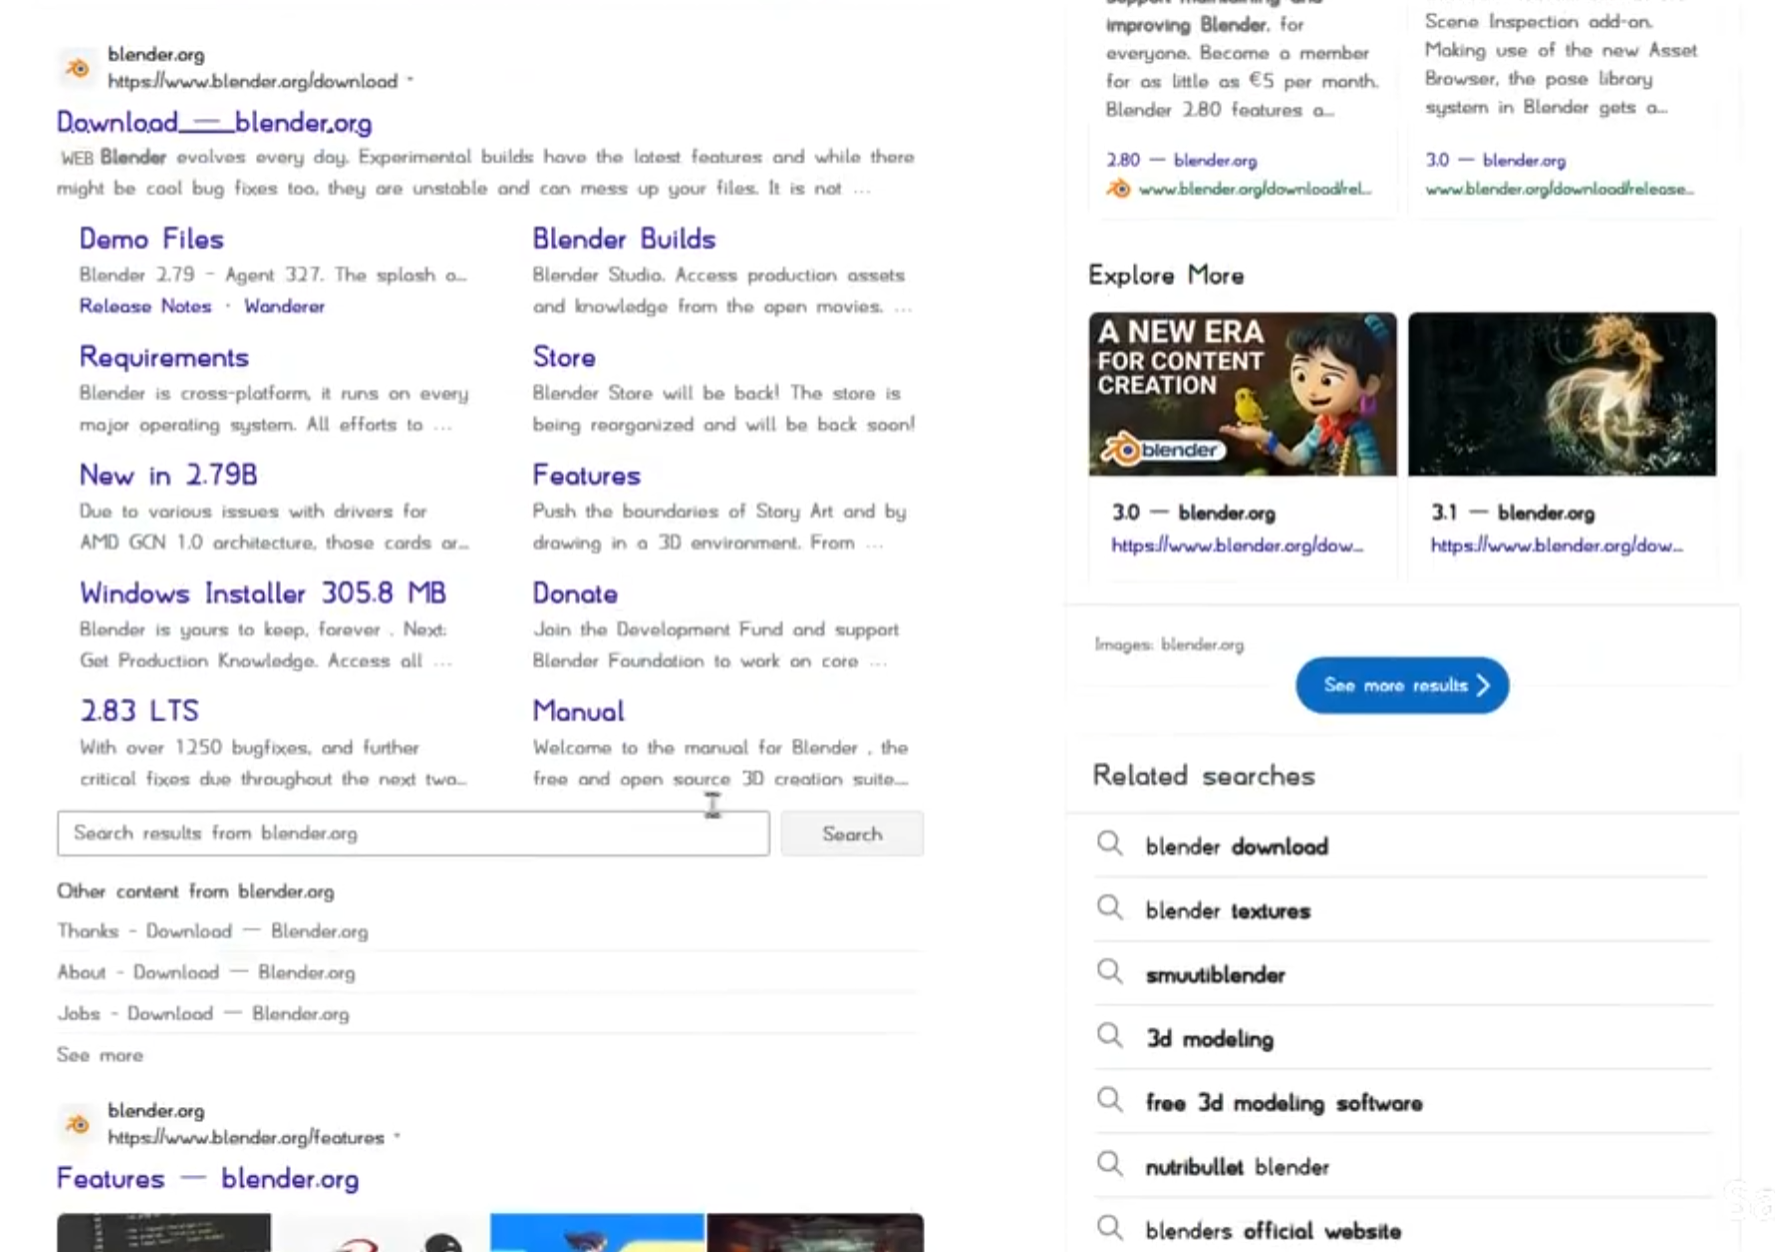 blender.org
https://www.blender.org/download
Download — blender.org
WEB Blender evolves every day. Experimental builds have the latest features and while there
might be cool bug fixes too, they are unstable and can mess up your files. It is not ...
Demo Files
Blender 2.79 - Agent 327. The splash a...
Release Notes · Wanderer
Requirements
Blender is cross-platform, it runs on every
major operating system. All efforts to ...
New in 2.79B
Due to various issues with drivers for
AMD GCN 1.0 architecture, those cards ar...
Windows Installer 305.8 MB
Blender is yours to keep, forever . Next:
Get Production Knowledge. Access all ...
2.83 LTS
With over 1250 bugfixes, and further
critical fixes due throughout the next two...
Blender Builds
Blender Studio. Access production assets
and knowledge from the open movies. ...
Store
Blender Store will be back! The store is
being reorganized and will be back soon!
Features
Push the boundaries of Story Art and by
drawing in a 3D environment. From ...
Donate
Join the Development Fund and support
Blender Foundation to work on core ...
Manual
Welcome to the manual for Blender , the
free and open source 3D creation suite....
Search results from blender.org
Search
Other content from blender.org
Thanks - Download — Blender.org
About - Download — Blender.org
Jobs - Download — Blender.org
See more
blender.org
https://www.blender.org/features
Features — blender.org
Support maintaining and
improving Blender. for
everyone. Become a member
for as little as €5 per month.
Blender 2.80 features a...
2.80 — blender.org
www.blender.org/download/rel...
Scene Inspection add-on.
Making use of the new Asset
Browser, the pose library
system in Blender gets a...
3.0 — blender.org
www.blender.org/download/release...
Explore More
A NEW ERA
FOR CONTENT
CREATION
blender
3.0 — blender.org
https://www.blender.org/dow...
3.1 — blender.org
https://www.blender.org/dow...
Images: blender.org
See more results
Related searches
blender download
blender textures
smuutiblender
3d modeling
free 3d modeling software
nutribullet blender
blenders official website